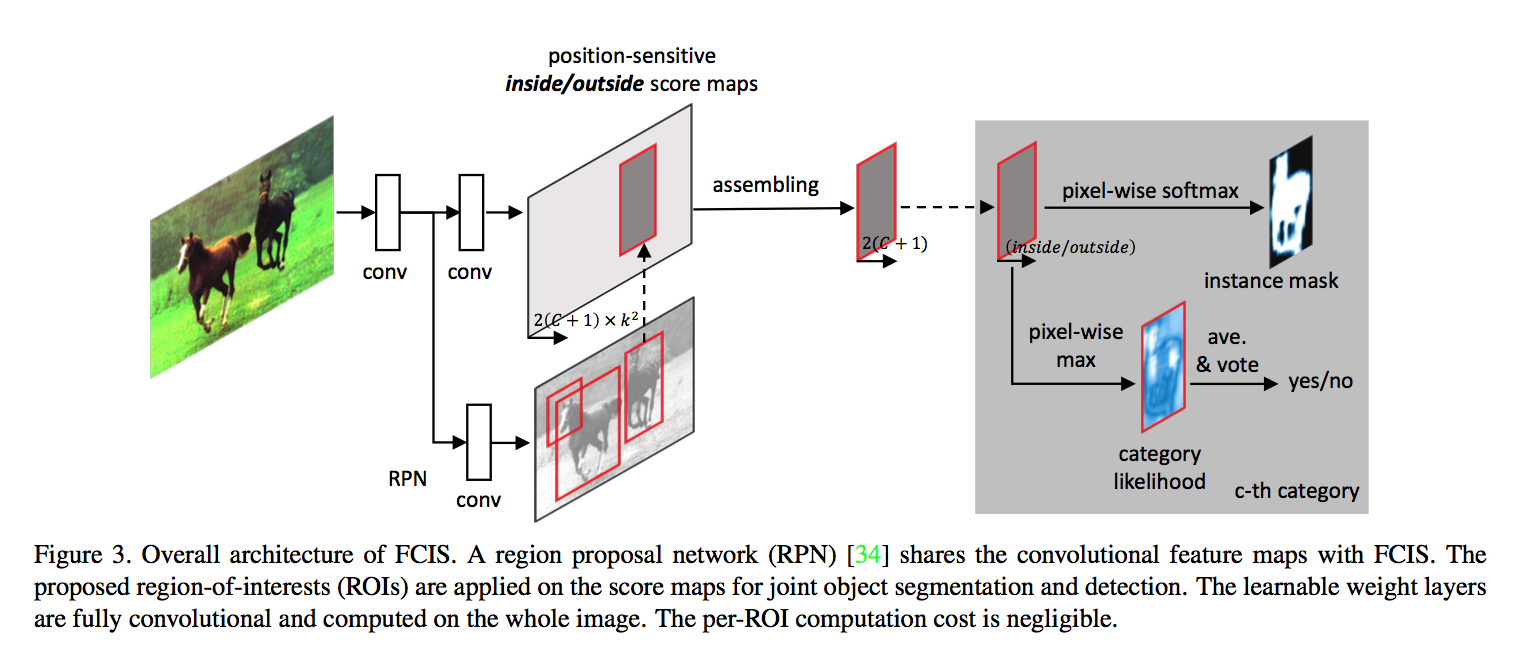 position-sensitive
inside/outside score maps
assembling
pixel-wise softmax
conv
conv
2(C + 1)
(inside/outside)
instance mask
2(C + 1) × k²
pixel-wise
max
ave.
& vote
yes/no
RPN
conv
category
likelihood
c-th category
Figure 3. Overall architecture of FCIS. A region proposal network (RPN) [34] shares the convolutional feature maps with FCIS. The
proposed region-of-interests (ROIs) are applied on the score maps for joint object segmentation and detection. The learnable weight layers
are fully convolutional and computed on the whole image. The per-ROI computation cost is negligible.